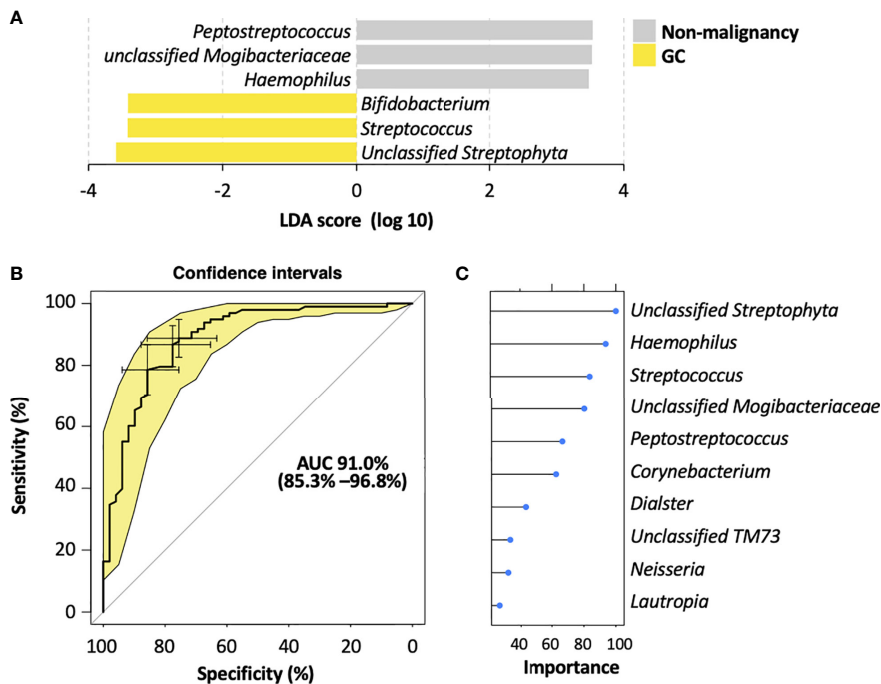 A
Peptostreptococcus
unclassified Mogibacteriaceae
Haemophilus
Bifidobacterium
Streptococcus
Unclassified Streptophyta
Non-malignancy
GC
-4 -2 0 2 4
LDA score (log 10)
B
Confidence intervals
100
80
60
40
20
0
Sensitivity (%)
AUC 91.0%
(85.3% –96.8%)
100 80 60 40 20 0
Specificity (%)
C
Unclassified Streptophyta
Haemophilus
Streptococcus
Unclassified Mogibacteriaceae
Peptostreptococcus
Corynebacterium
Dialster
Unclassified TM73
Neisseria
Lautropia
40 60 80 100
Importance